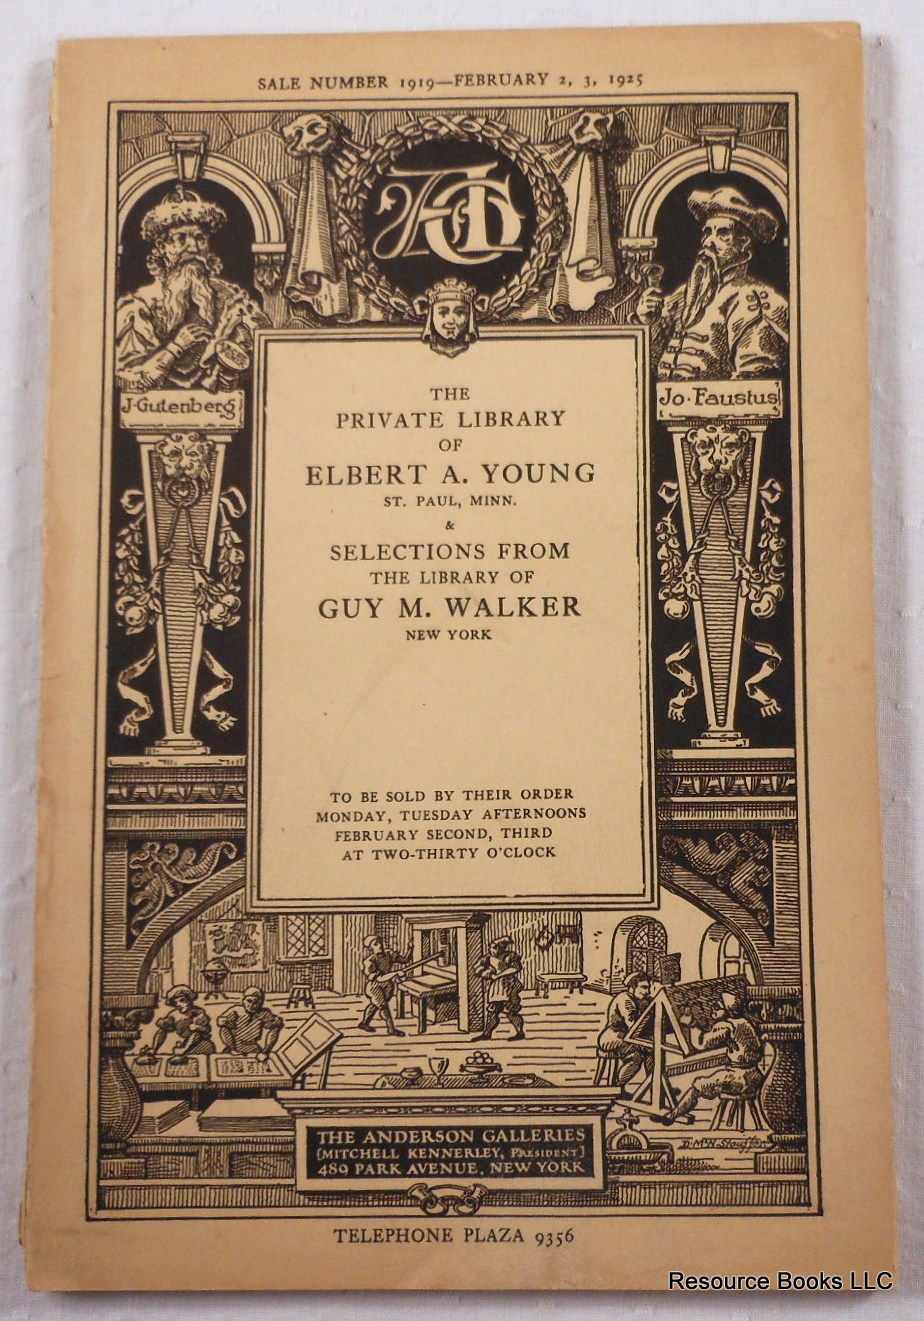 SALE NUMBER 1919—FEBRUARY 2, 3, 1925
J·Gutenberg
Jo·Faustus
THE
PRIVATE LIBRARY
OF
ELBERT A. YOUNG
ST. PAUL, MINN.
&
SELECTIONS FROM
THE LIBRARY OF
GUY M. WALKER
NEW YORK
TO BE SOLD BY THEIR ORDER
MONDAY, TUESDAY AFTERNOONS
FEBRUARY SECOND, THIRD
AT TWO-THIRTY O'CLOCK
D·McN·Stauffer
THE ANDERSON GALLERIES
[MITCHELL KENNERLEY, PRESIDENT]
489 PARK AVENUE, NEW YORK
TELEPHONE PLAZA 9356
Resource Books LLC